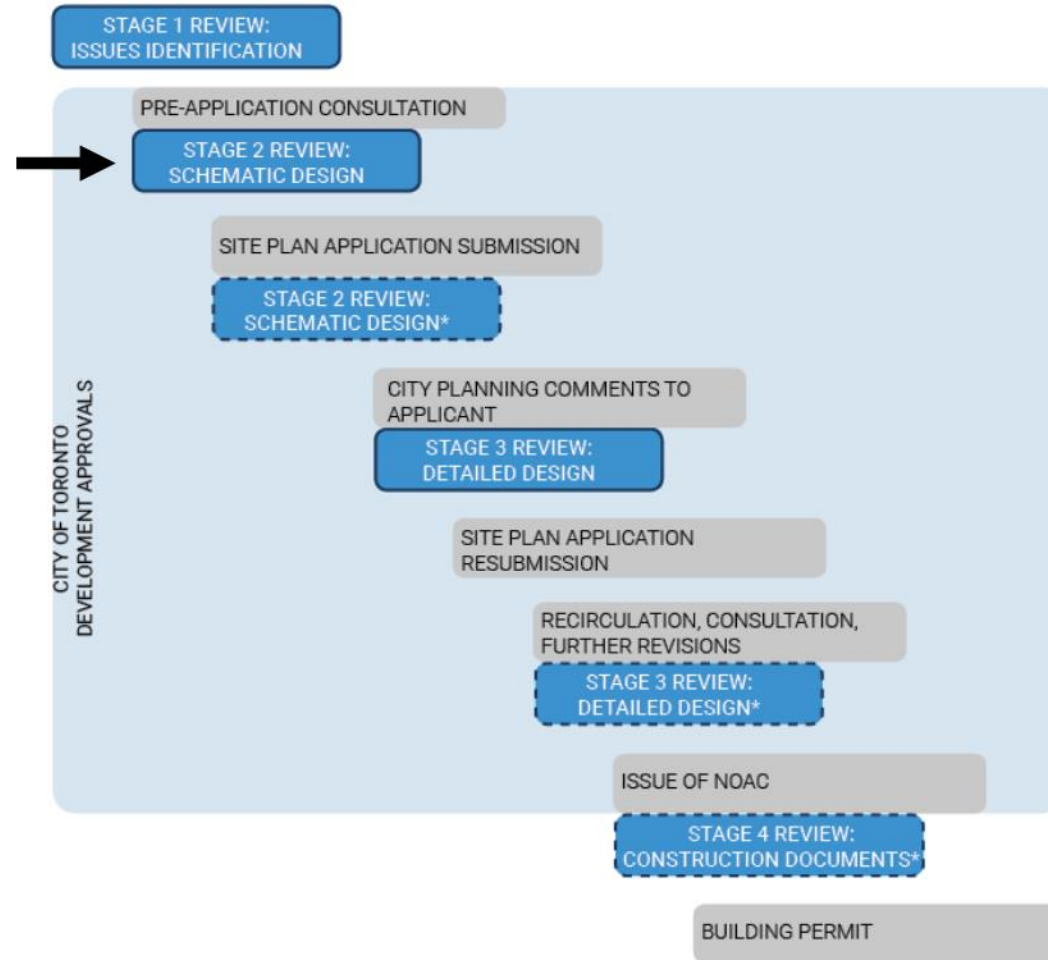 STAGE 1 REVIEW:
ISSUES IDENTIFICATION
PRE-APPLICATION CONSULTATION
STAGE 2 REVIEW:
SCHEMATIC DESIGN
SITE PLAN APPLICATION SUBMISSION
STAGE 2 REVIEW:
SCHEMATIC DESIGN*
CITY PLANNING COMMENTS TO
APPLICANT
STAGE 3 REVIEW:
DETAILED DESIGN
CITY OF TORONTO
DEVELOPMENT APPROVALS
SITE PLAN APPLICATION
RESUBMISSION
RECIRCULATION, CONSULTATION,
FURTHER REVISIONS
STAGE 3 REVIEW:
DETAILED DESIGN*
ISSUE OF NOAC
STAGE 4 REVIEW:
CONSTRUCTION DOCUMENTS*
BUILDING PERMIT